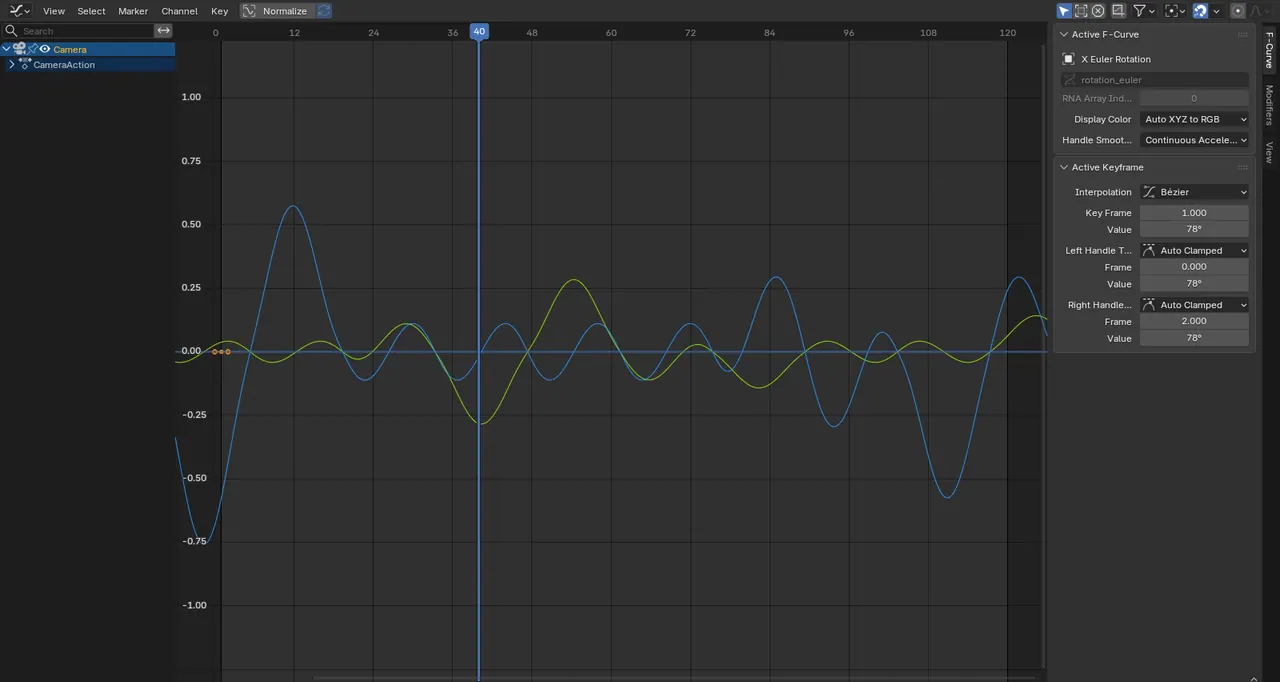 View Select Marker Channel Key Normalize
Search
Camera
CameraAction
0 12 24 36 40 48 60 72 84 96 108 120
1.00
0.75
0.50
0.25
0.00
-0.25
-0.50
-0.75
-1.00
Active F-Curve
X Euler Rotation
rotation_euler
RNA Array Ind... 0
Display Color Auto XYZ to RGB
Handle Smoot... Continuous Accele...
Active Keyframe
Interpolation Bézier
Key Frame 1.000
Value 78°
Left Handle T... Auto Clamped
Frame 0.000
Value 78°
Right Handle... Auto Clamped
Frame 2.000
Value 78°
F-Curve
Modifiers
View